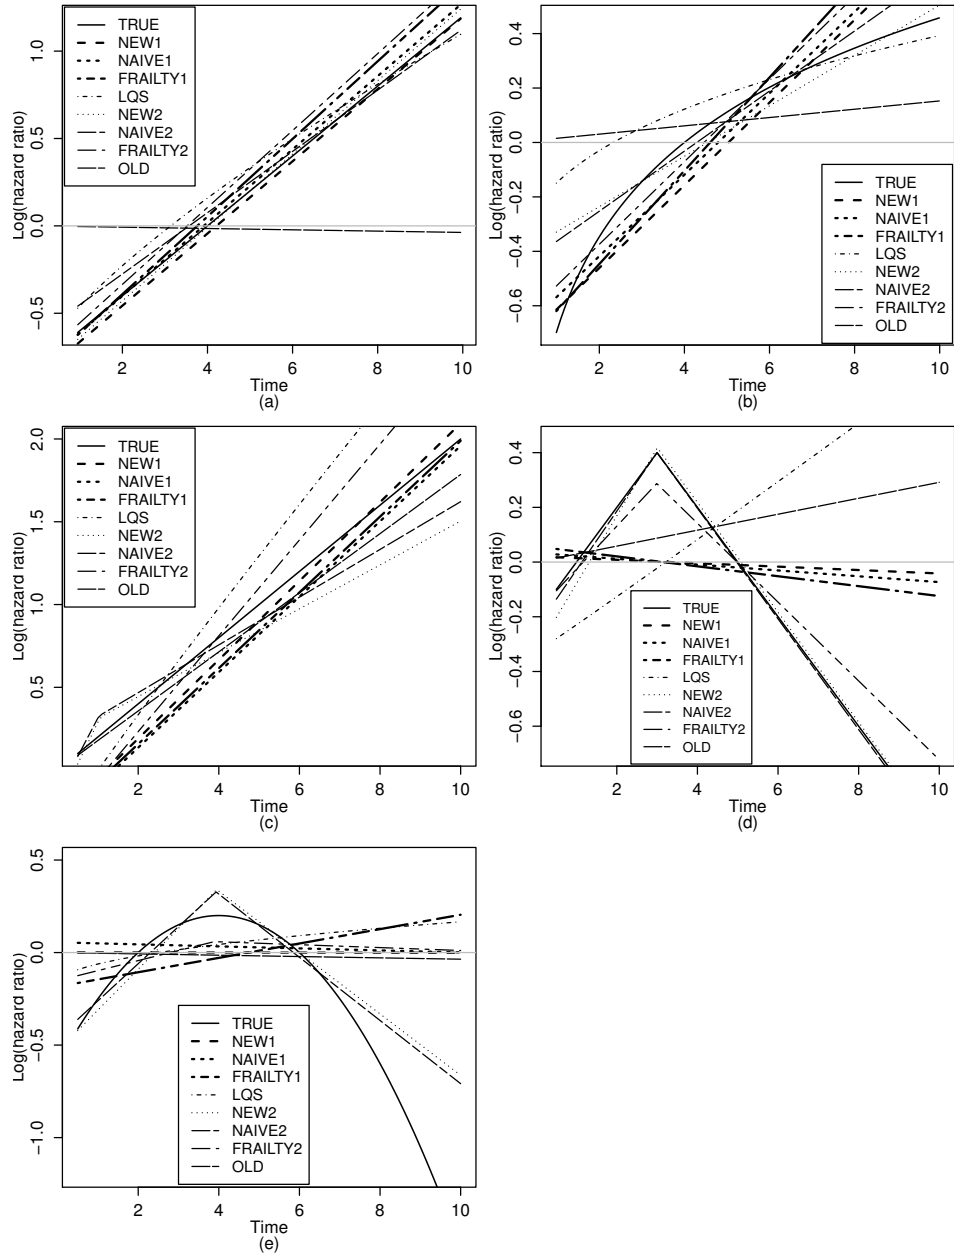 Log(hazard ratio)
1.0
0.5
0.0
−0.5
TRUE
NEW1
NAIVE1
FRAILTY1
LQS
NEW2
NAIVE2
FRAILTY2
OLD
2 4 6 8 10
Time
(a)
Log(hazard ratio)
0.4
0.2
0.0
−0.2
−0.4
−0.6
TRUE
NEW1
NAIVE1
FRAILTY1
LQS
NEW2
NAIVE2
FRAILTY2
OLD
2 4 6 8 10
Time
(b)
Log(hazard ratio)
2.0
1.5
1.0
0.5
TRUE
NEW1
NAIVE1
FRAILTY1
LQS
NEW2
NAIVE2
FRAILTY2
OLD
2 4 6 8 10
Time
(c)
Log(hazard ratio)
0.4
0.2
0.0
−0.2
−0.4
−0.6
TRUE
NEW1
NAIVE1
FRAILTY1
LQS
NEW2
NAIVE2
FRAILTY2
OLD
2 4 6 8 10
Time
(d)
Log(hazard ratio)
0.5
0.0
−0.5
−1.0
TRUE
NEW1
NAIVE1
FRAILTY1
LQS
NEW2
NAIVE2
FRAILTY2
OLD
2 4 6 8 10
Time
(e)